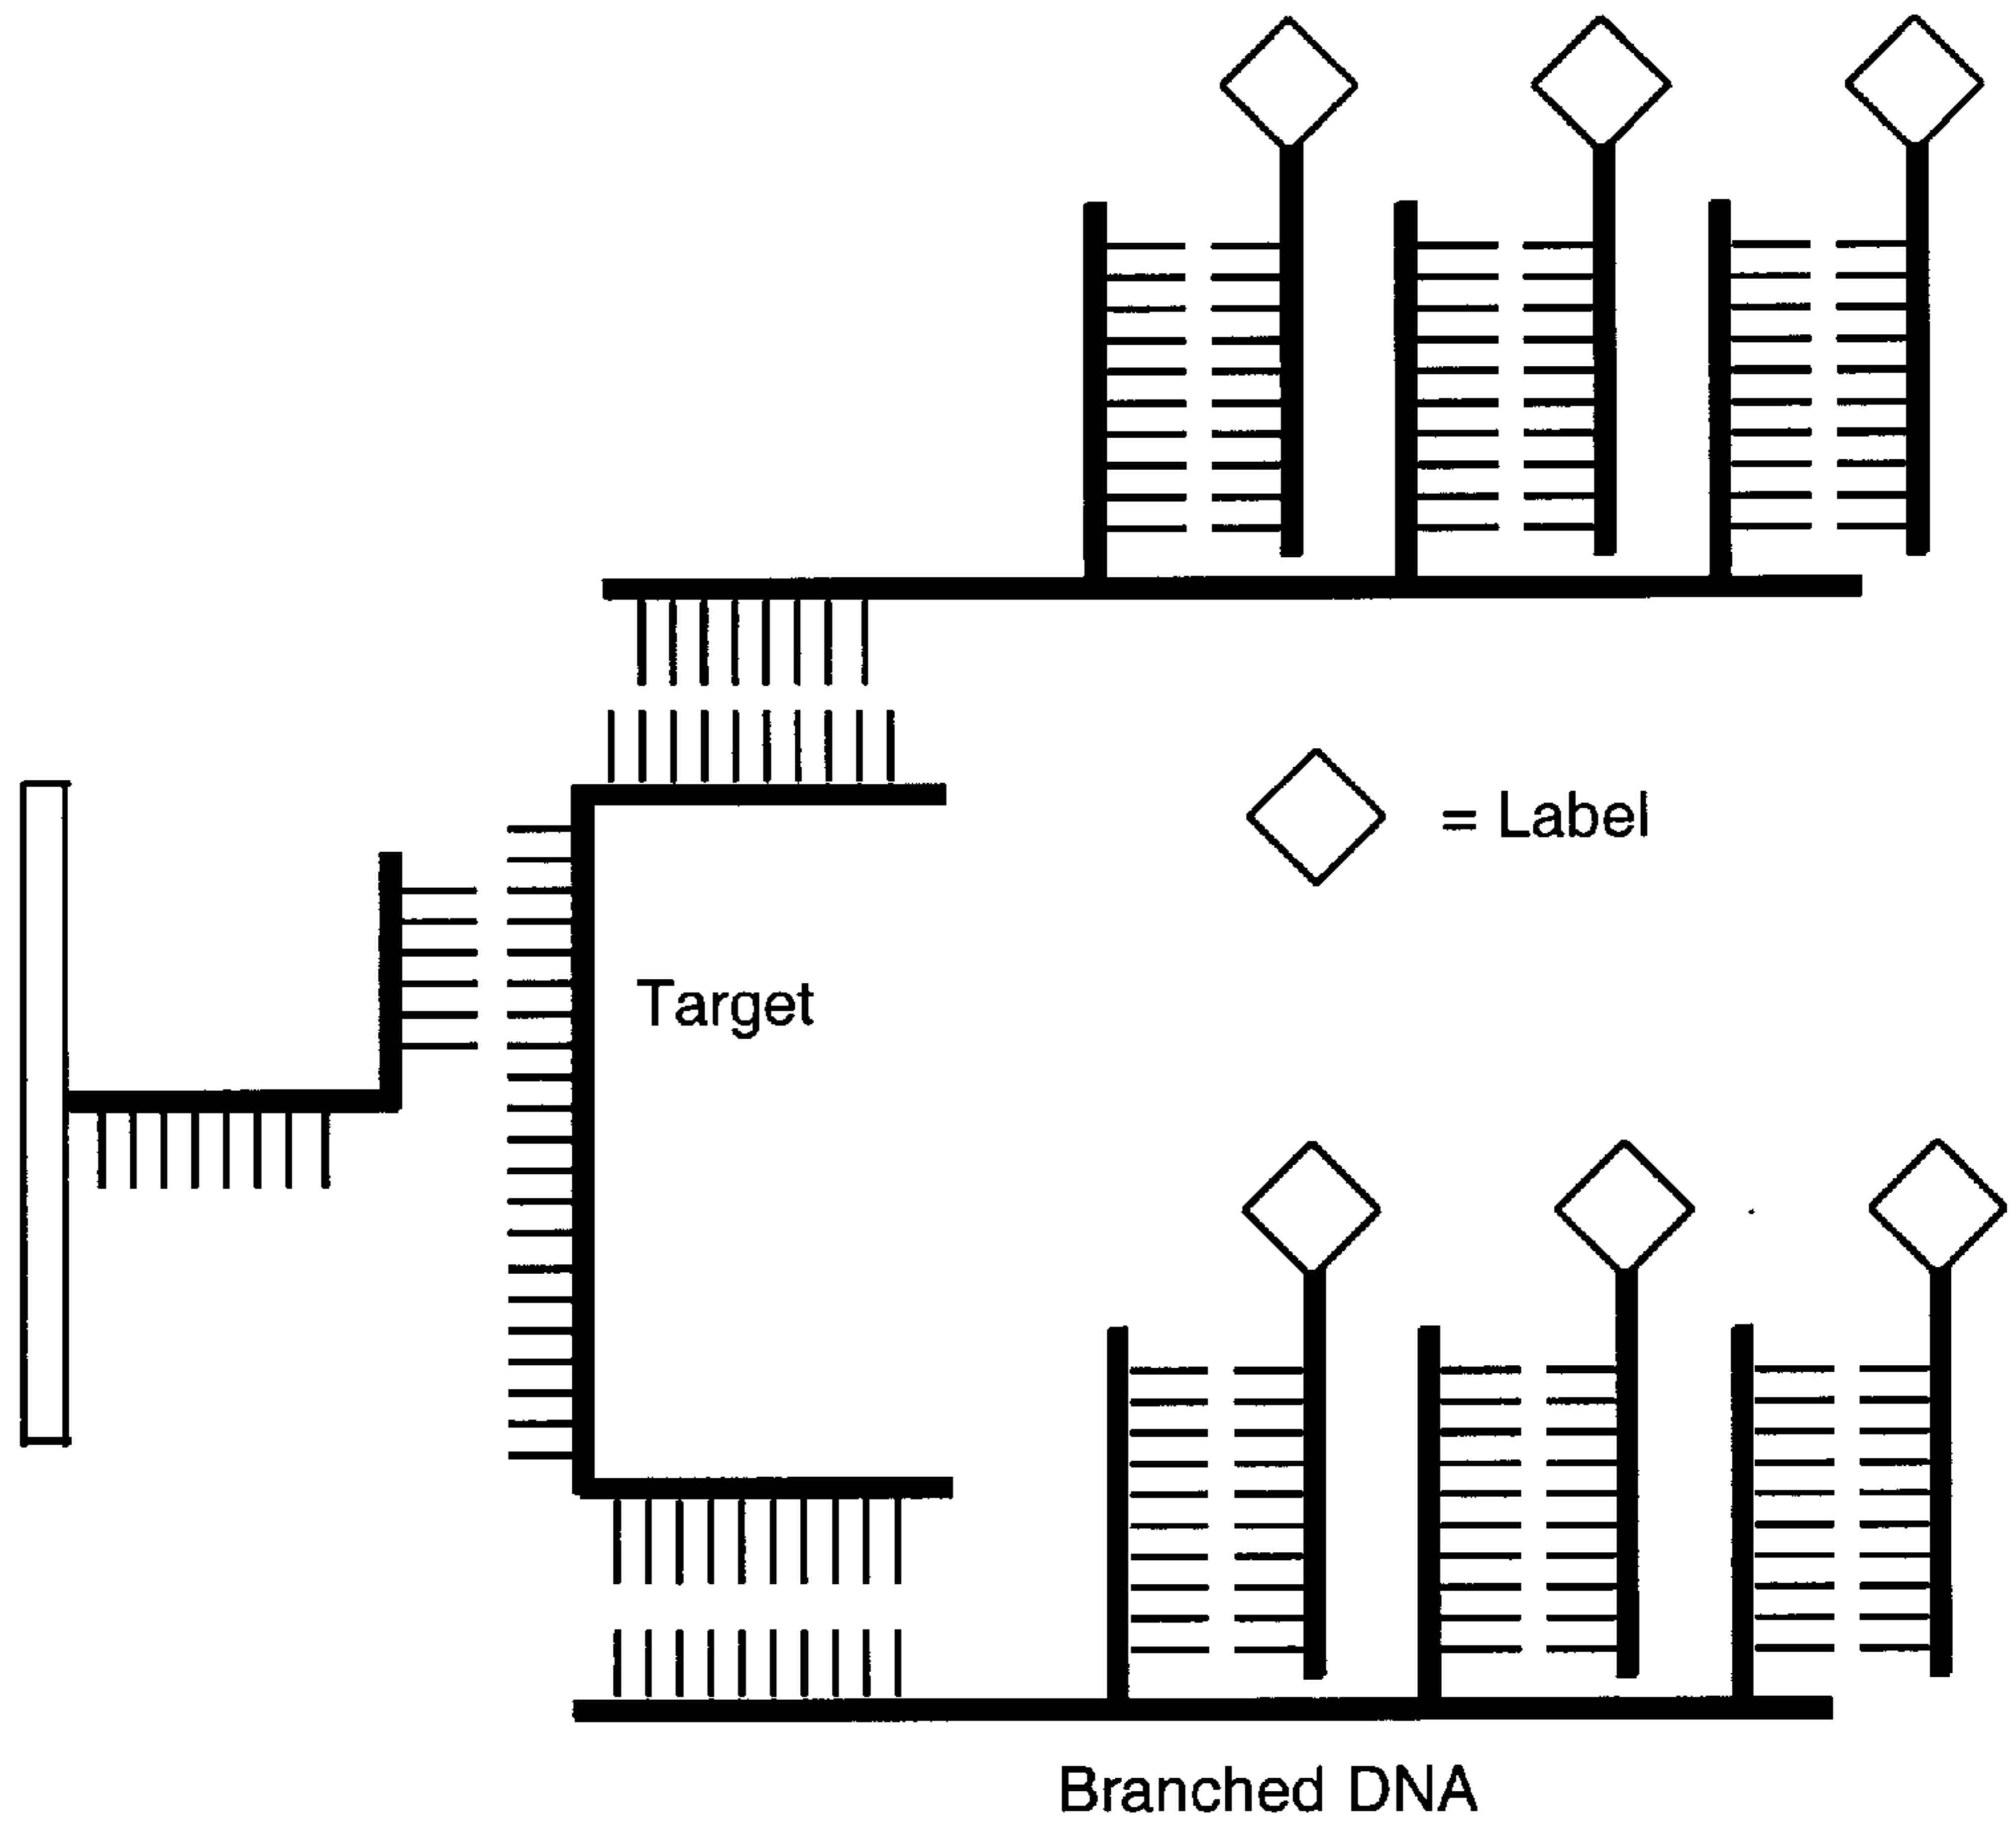 = Label
Target
Branched DNA